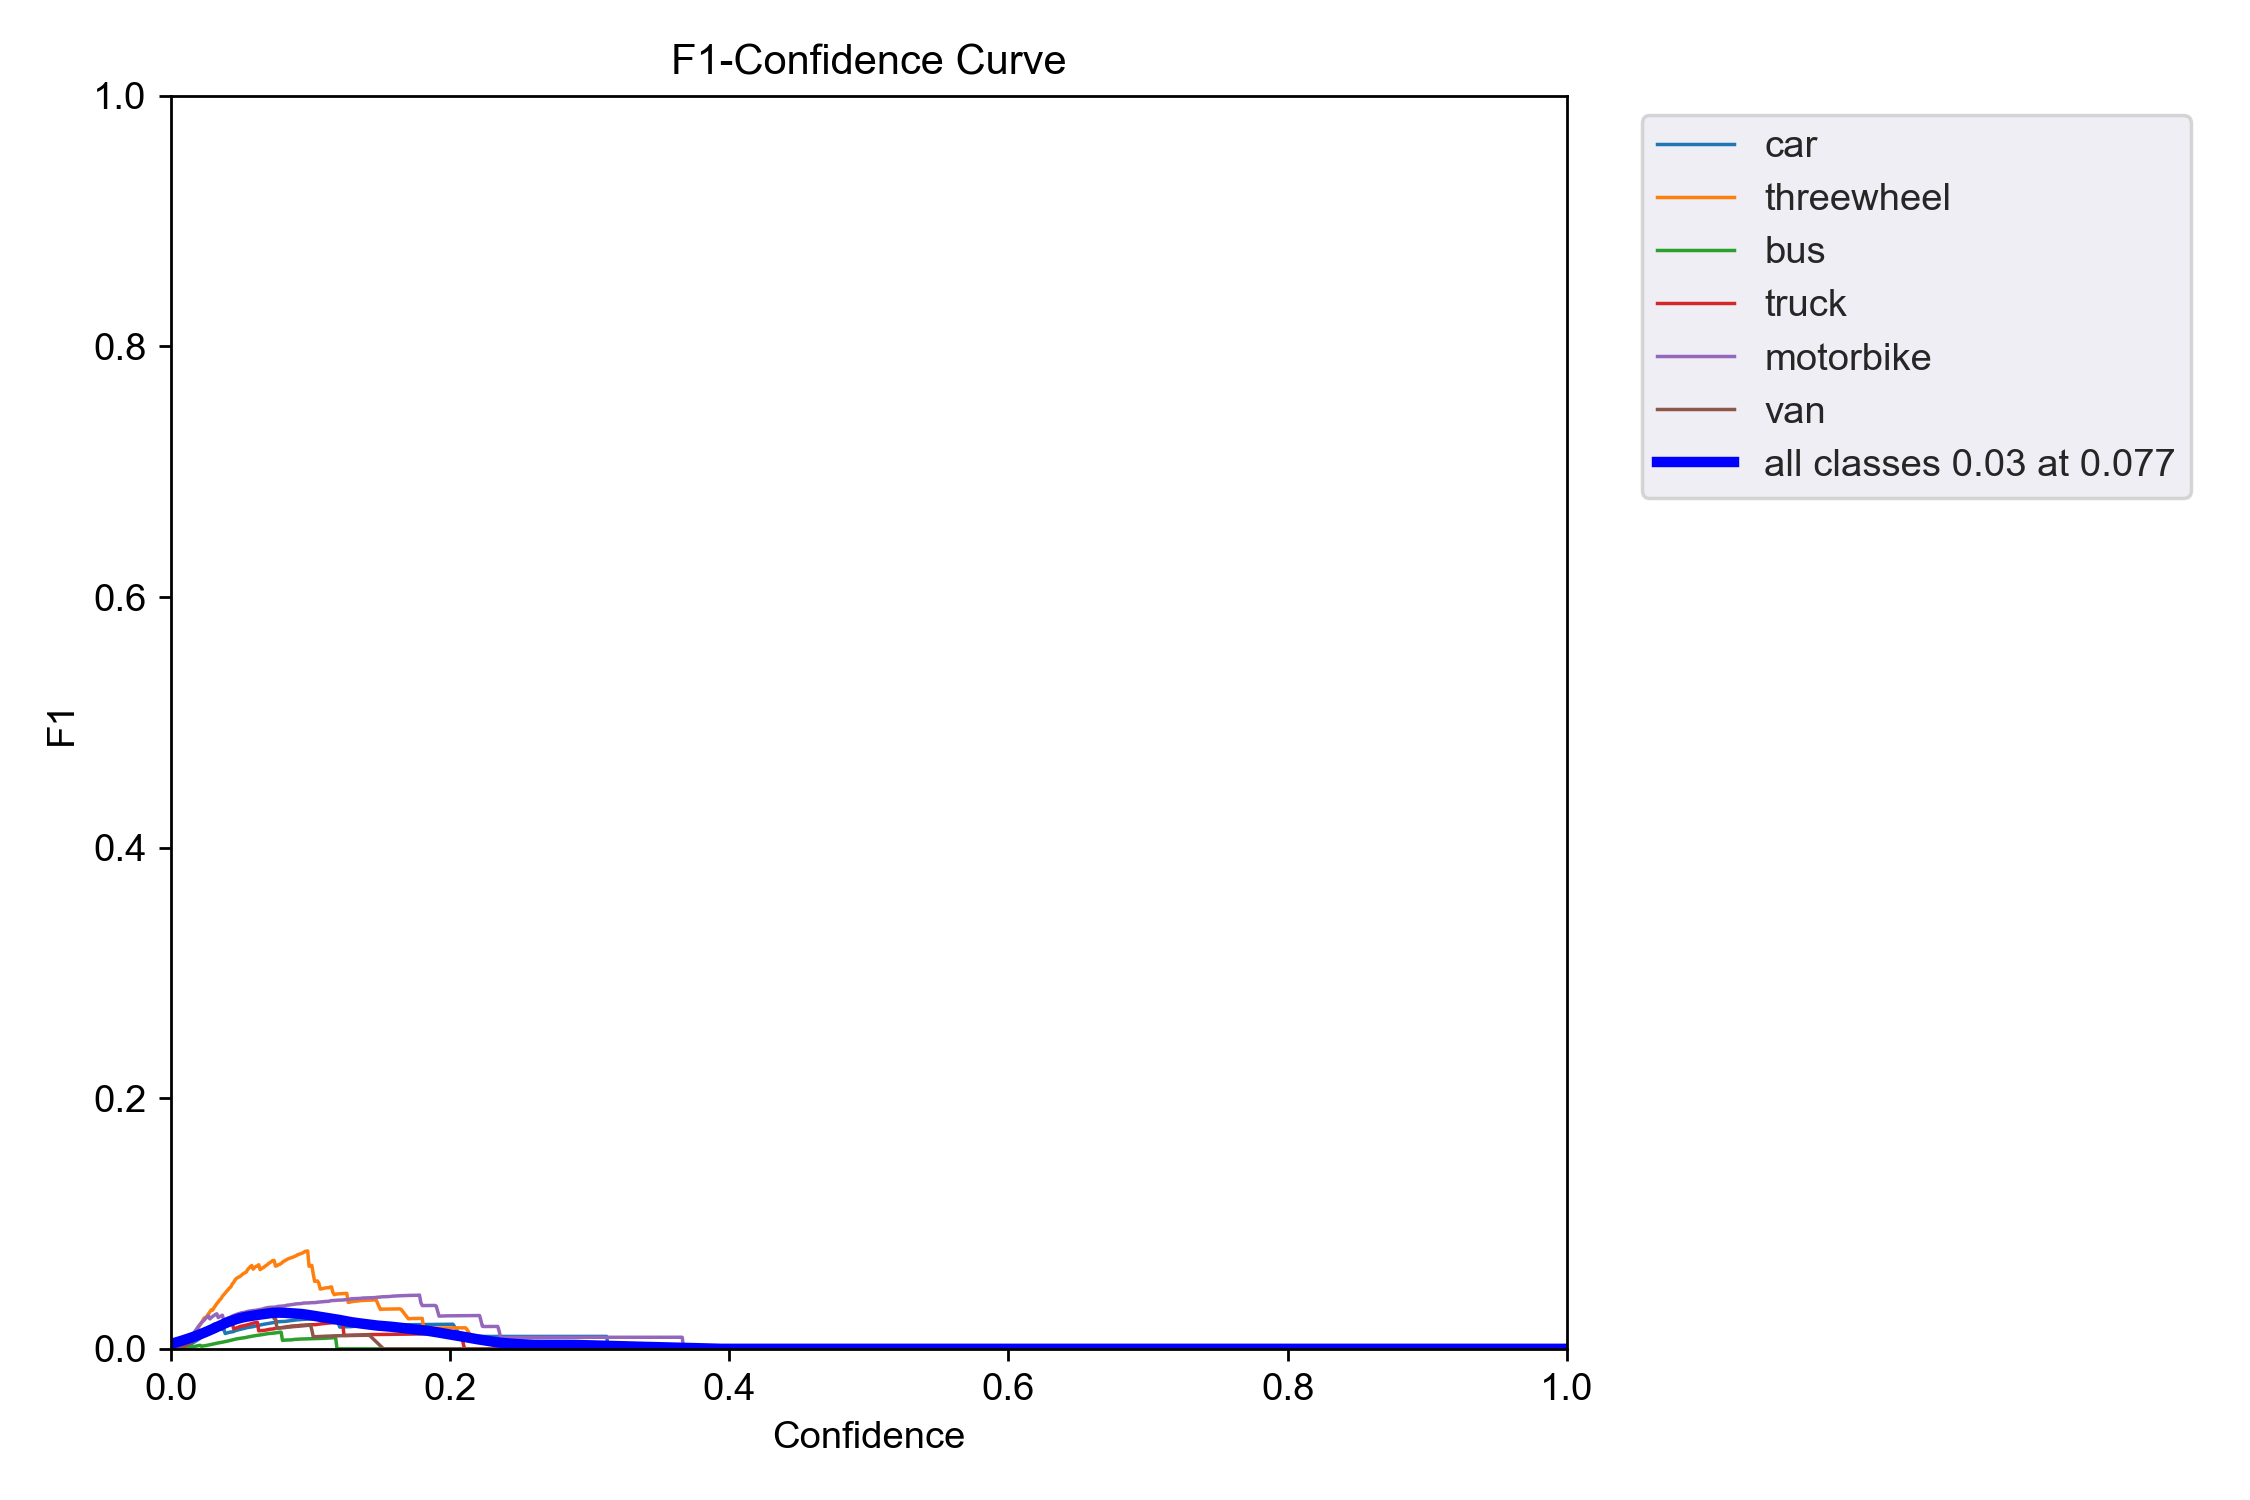 F1-Confidence Curve
1.0
0.8
0.6
0.4
0.2
0.0
F1
0.0 0.2 0.4 0.6 0.8 1.0
Confidence
car
threewheel
bus
truck
motorbike
van
all classes 0.03 at 0.077